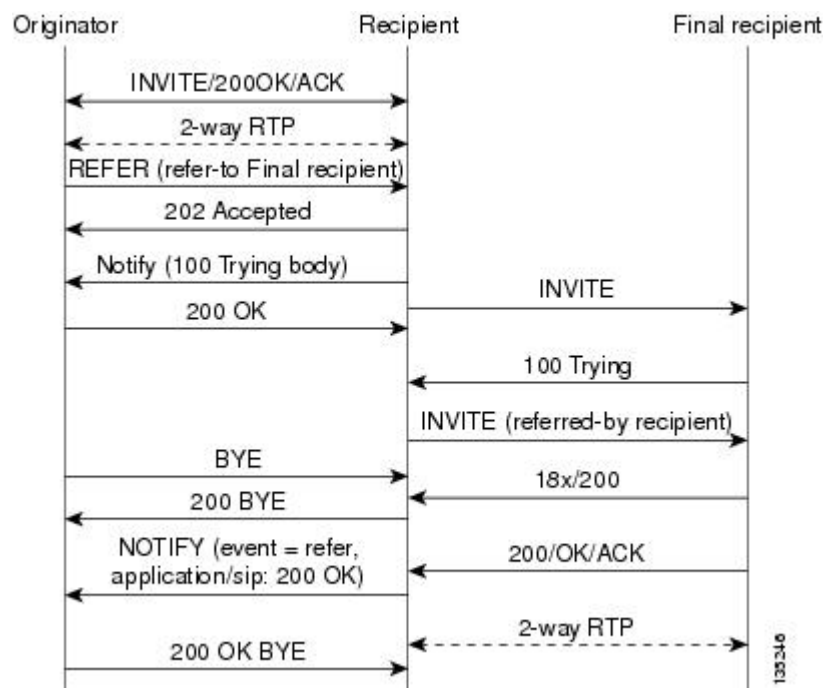 Originator Recipient Final recipient
INVITE/200OK/ACK
2-way RTP
REFER (refer-to Final recipient)
202 Accepted
Notify (100 Trying body)
INVITE
200 OK
100 Trying
INVITE (referred-by recipient)
BYE
18x/200
200 BYE
NOTIFY (event = refer,
application/sip: 200 OK)
200/OK/ACK
2-way RTP
200 OK BYE
135246